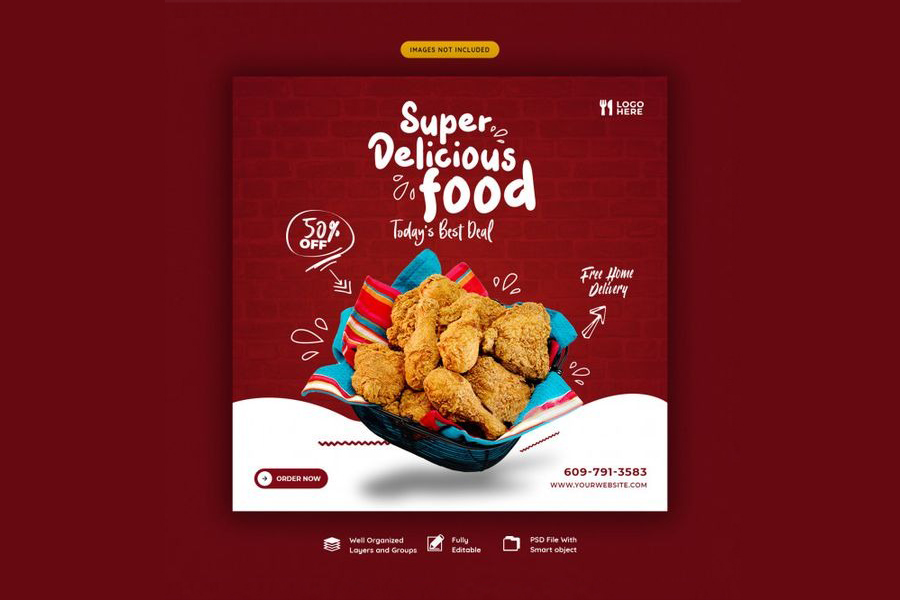 IMAGES NOT INCLUDED
Super
Delicious
food
Today's Best Deal
LOGO
HERE
50%
OFF
Free Home
Delivery
ORDER NOW
609-791-3583
WWW.YOURWEBSITE.COM
Well Organized
Layers and Groups
Fully
Editable
PSD File With
Smart object